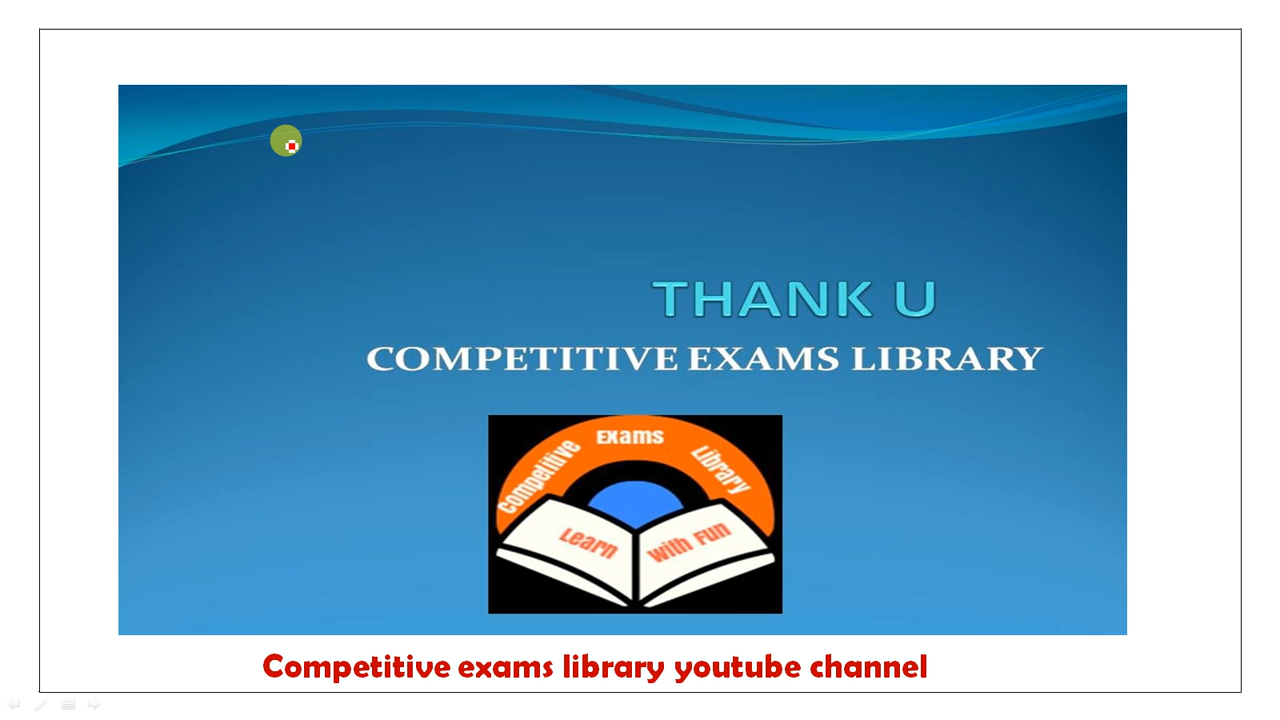 THANK U
COMPETITIVE EXAMS LIBRARY
Competitive Exams Library
Learn with Fun
Competitive exams library youtube channel